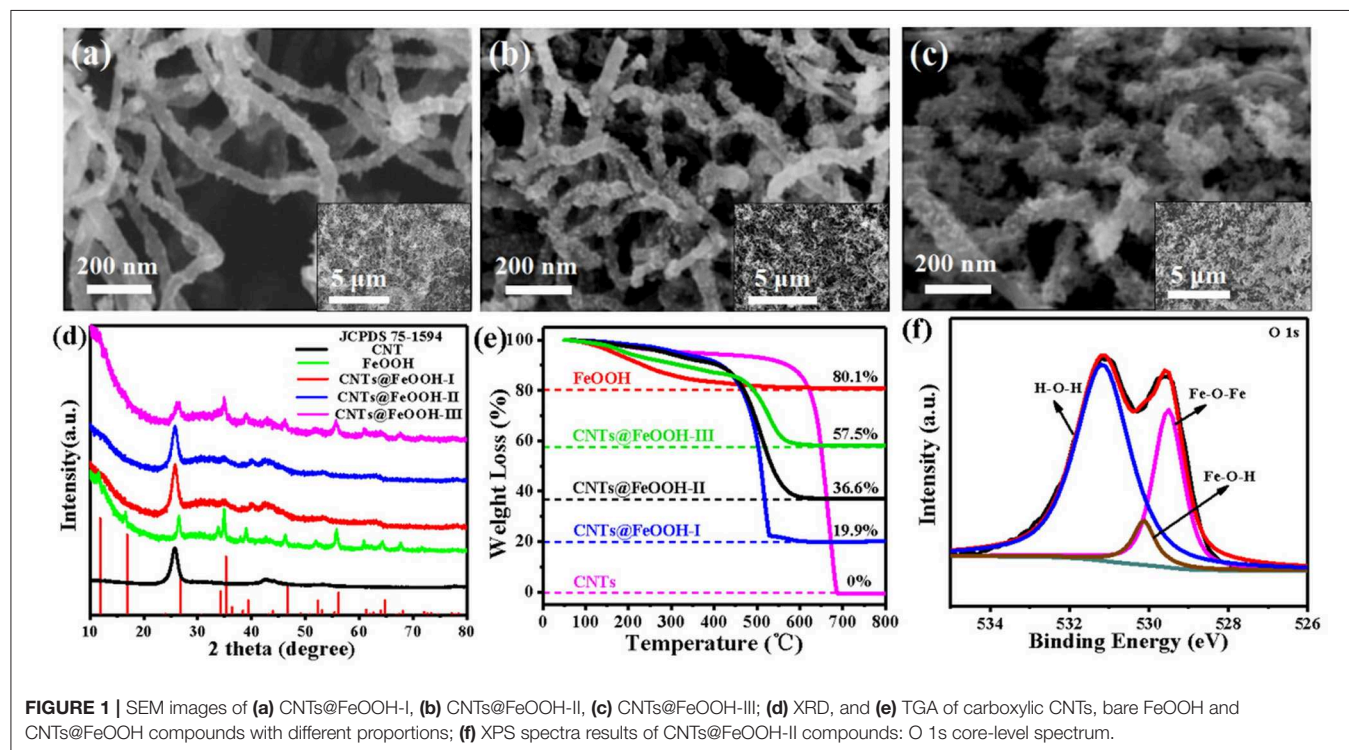 (a)
200 nm
5 μm
(b)
200 nm
5 μm
(c)
200 nm
5 μm
(d)
JCPDS 75-1594
CNT
FeOOH
CNTs@FeOOH-I
CNTs@FeOOH-II
CNTs@FeOOH-III
Intensity(a.u.)
10 20 30 40 50 60 70 80
2 theta (degree)
(e)
100
80
60
40
20
0
FeOOH
80.1%
CNTs@FeOOH-III
57.5%
CNTs@FeOOH-II
36.6%
CNTs@FeOOH-I
19.9%
CNTs
0%
Weight Loss (%)
0 100 200 300 400 500 600 700 800
Temperature (℃)
(f)
O 1s
H-O-H
Fe-O-Fe
Fe-O-H
Intensity (a.u.)
534 532 530 528 526
Binding Energy (eV)
FIGURE 1 | SEM images of (a) CNTs@FeOOH-I, (b) CNTs@FeOOH-II, (c) CNTs@FeOOH-III; (d) XRD, and (e) TGA of carboxylic CNTs, bare FeOOH and
CNTs@FeOOH compounds with different proportions; (f) XPS spectra results of CNTs@FeOOH-II compounds: O 1s core-level spectrum.